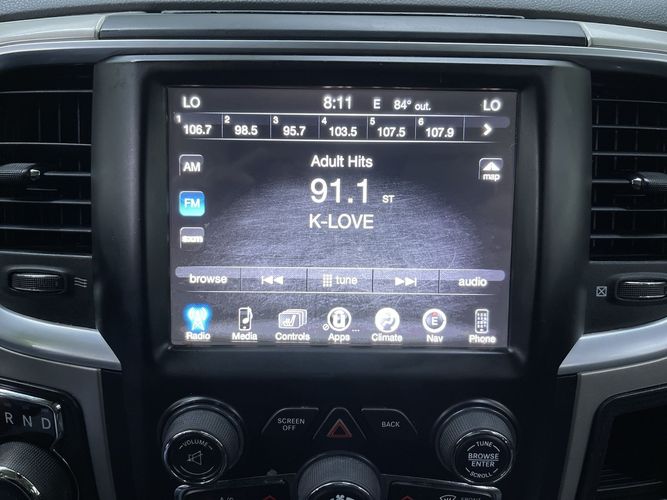 LO 8:11 E 84° out. LO
1 106.7 2 98.5 3 95.7 4 103.5 5 107.5 6 107.9
Adult Hits
AM
map
91.1 ST
FM
K-LOVE
browse tune audio
Radio Media Controls Apps Climate Nav Phone
E
R N D
SCREEN OFF
BACK
VOLUME
TUNE
BROWSE
ENTER
SCROLL